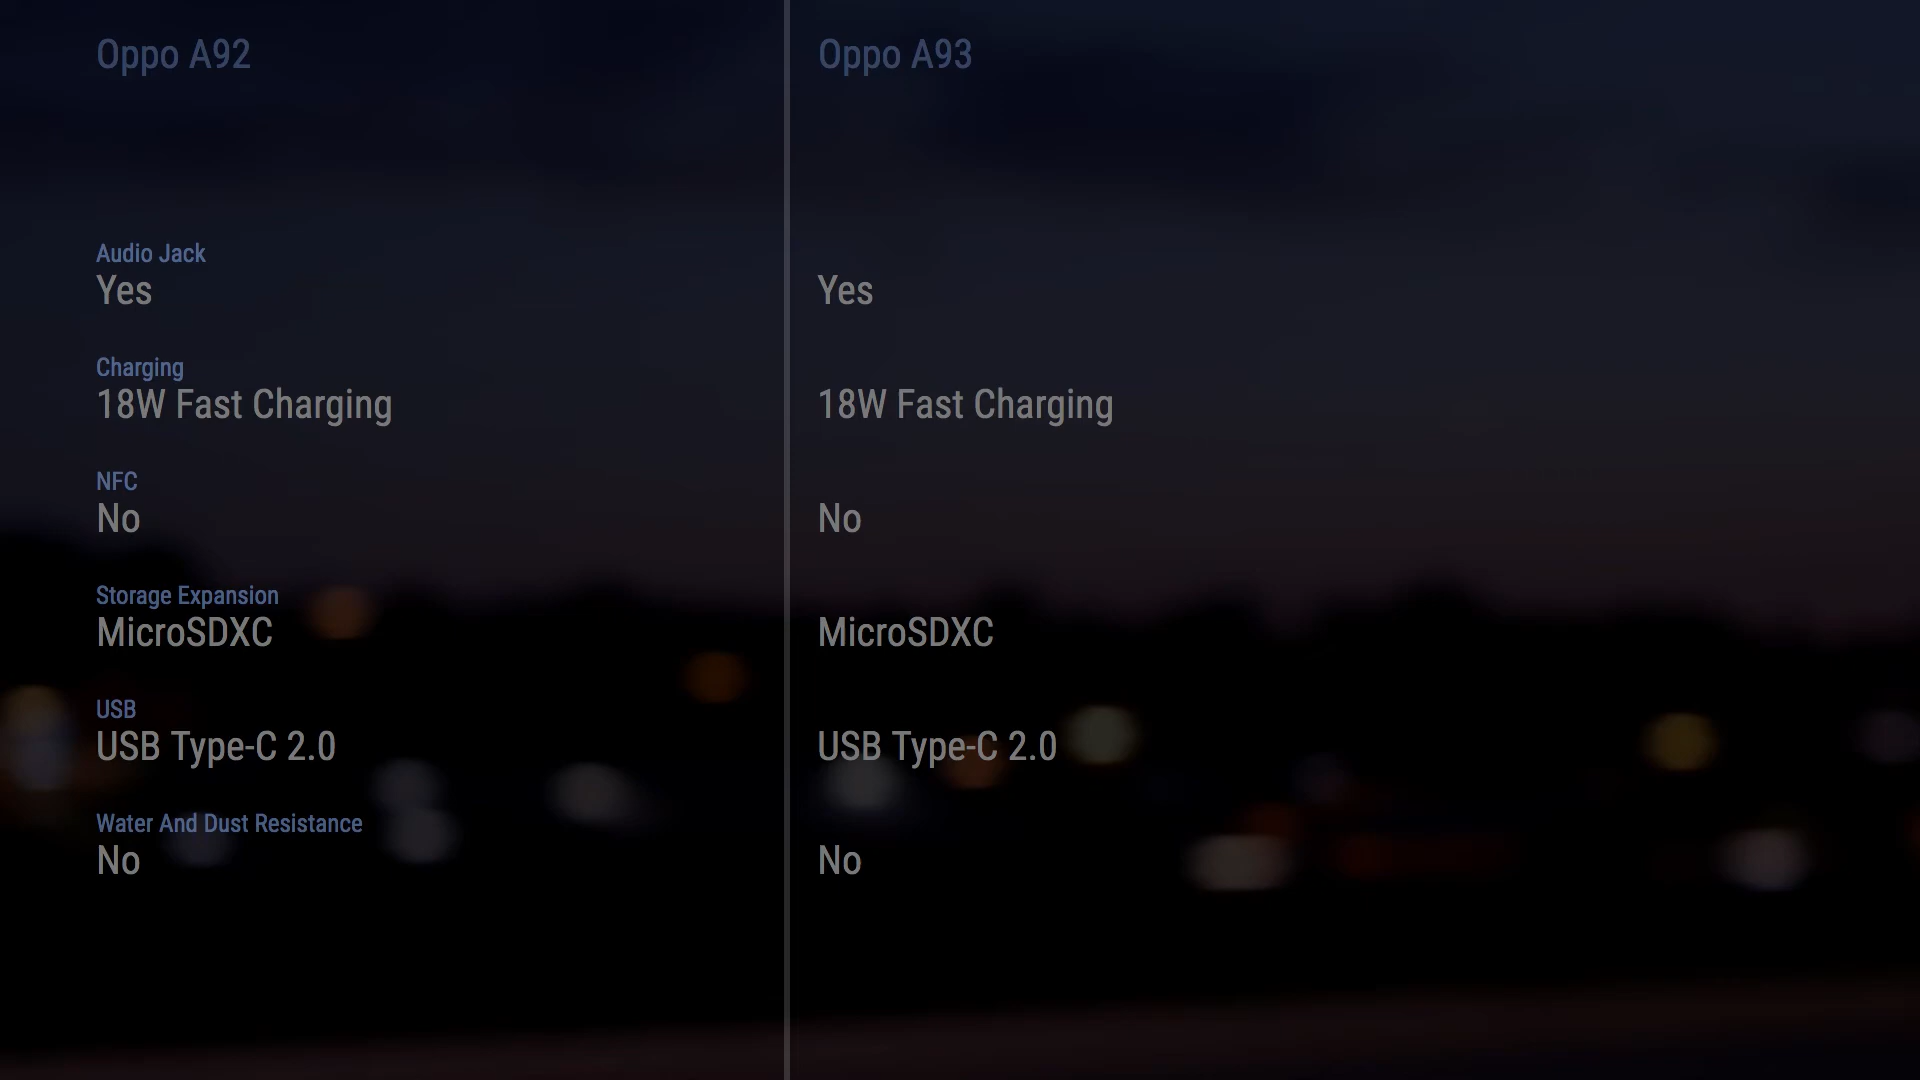 Oppo A92
Oppo A93
Audio Jack
Yes
Yes
Charging
18W Fast Charging
18W Fast Charging
NFC
No
No
Storage Expansion
MicroSDXC
MicroSDXC
USB
USB Type-C 2.0
USB Type-C 2.0
Water And Dust Resistance
No
No